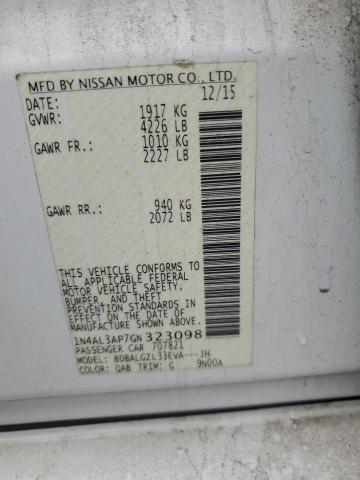 MFD BY NISSAN MOTOR CO., LTD.
DATE: 12/15
GVWR: 1917 KG
4226 LB
GAWR FR.: 1010 KG
2227 LB
GAWR RR.: 940 KG
2072 LB
THIS VEHICLE CONFORMS TO
ALL APPLICABLE FEDERAL
MOTOR VEHICLE SAFETY,
BUMPER, AND THEFT
PREVENTION STANDARDS IN
EFFECT ON THE DATE OF
MANUFACTURE SHOWN ABOVE.
1N4AL3AP7GN323098
PASSENGER CAR 707821
MODEL: BDBALGZL33EVA---JH
COLOR: QAB TRIM: G 9N00A